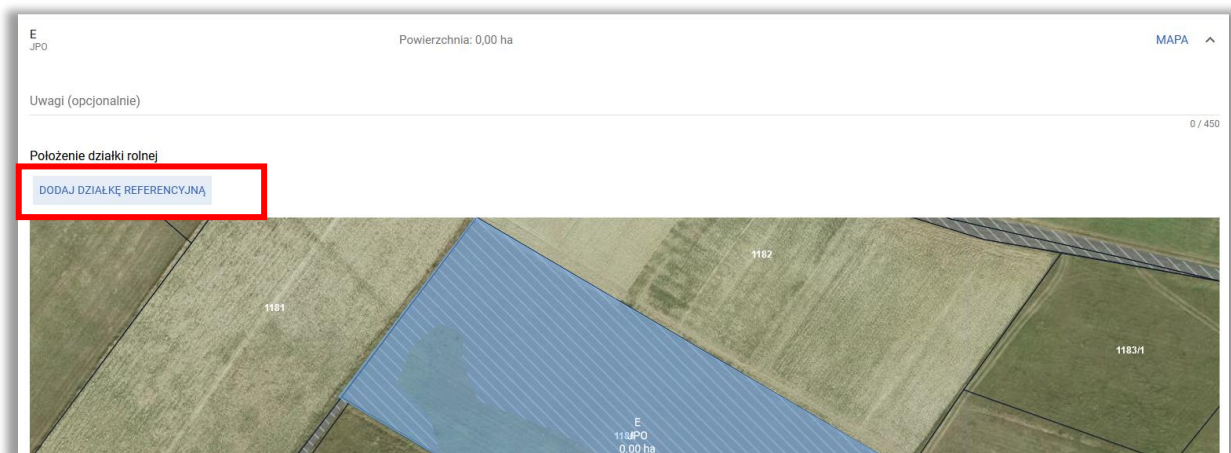 E
JPO
Powierzchnia: 0,00 ha
MAPA
Uwagi (opcjonalnie)
0 / 450
Położenie działki rolnej
DODAJ DZIAŁKĘ REFERENCYJNĄ
1182
1181
1183/1
E
JPO
0,00 ha